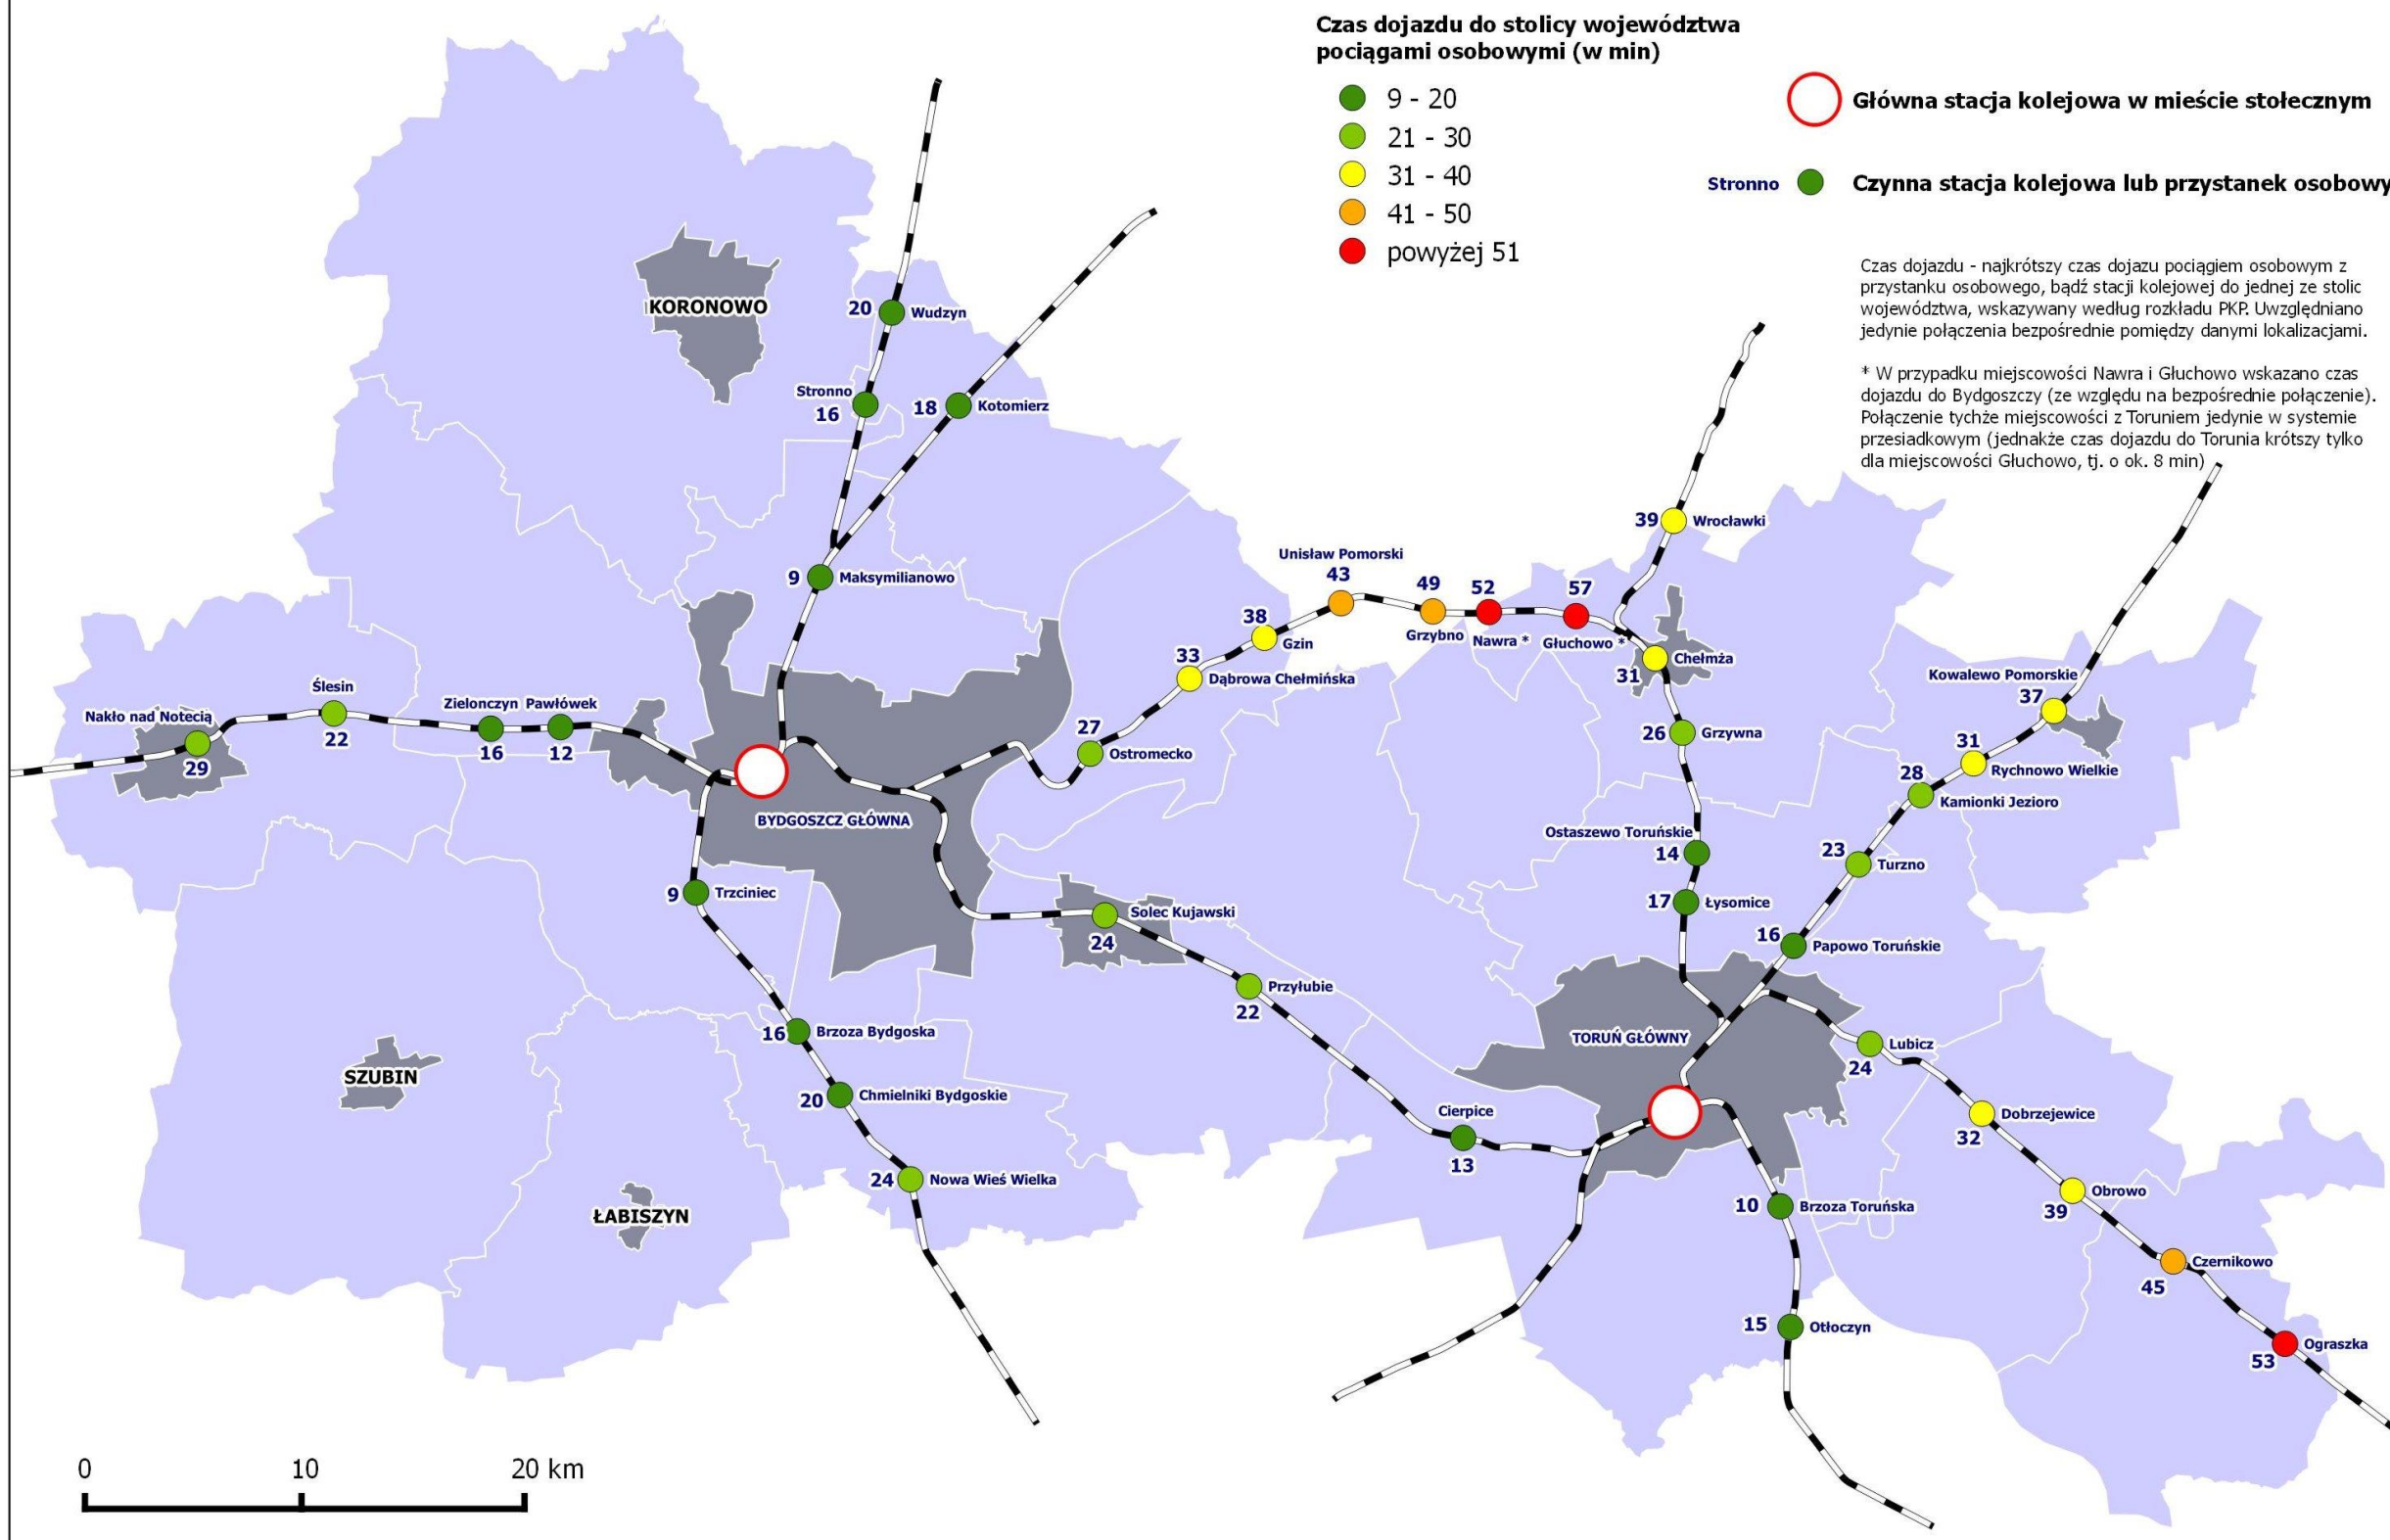 Czas dojazdu do stolicy województwa
pociągami osobowymi (w min)
9 - 20
21 - 30
31 - 40
41 - 50
powyżej 51
Główna stacja kolejowa w mieście stołecznym
Stronno
Czynna stacja kolejowa lub przystanek osobowy
Czas dojazdu - najkrótszy czas dojazu pociągiem osobowym z
przystanku osobowego, bądź stacji kolejowej do jednej ze stolic
województwa, wskazywany według rozkładu PKP. Uwzględniano
jedynie połączenia bezpośrednie pomiędzy danymi lokalizacjami.
* W przypadku miejscowości Nawra i Głuchowo wskazano czas
dojazdu do Bydgoszczy (ze względu na bezpośrednie połączenie).
Połączenie tychże miejscowości z Toruniem jedynie w systemie
przesiadkowym (jednakże czas dojazdu do Torunia krótszy tylko
dla miejscowości Głuchowo, tj. o ok. 8 min)
KORONOWO
20
Wudzyn
Stronno
16
18
Kotomierz
9
Maksymilianowo
39
Wrocławki
Unisław Pomorski
43
49
Grzybno
52
Nawra *
57
Głuchowo *
38
Gzin
33
Dąbrowa Chełmińska
27
Ostromecko
Chełmża
31
26
Grzywna
Ostaszewo Toruńskie
14
17
Łysomice
Kowalewo Pomorskie
37
31
Rychnowo Wielkie
28
Kamionki Jezioro
23
Turzno
16
Papowo Toruńskie
Nakło nad Notecią
29
Ślesin
22
Zielonczyn
16
Pawłówek
12
BYDGOSZCZ GŁÓWNA
9
Trzciniec
Solec Kujawski
24
Przyłubie
22
16
Brzoza Bydgoska
20
Chmielniki Bydgoskie
24
Nowa Wieś Wielka
SZUBIN
ŁABISZYN
Cierpice
13
TORUŃ GŁÓWNY
Lubicz
24
Dobrzejewice
32
Obrowo
39
Czernikowo
45
Ograszka
53
10
Brzoza Toruńska
15
Otłoczyn
0
10
20 km